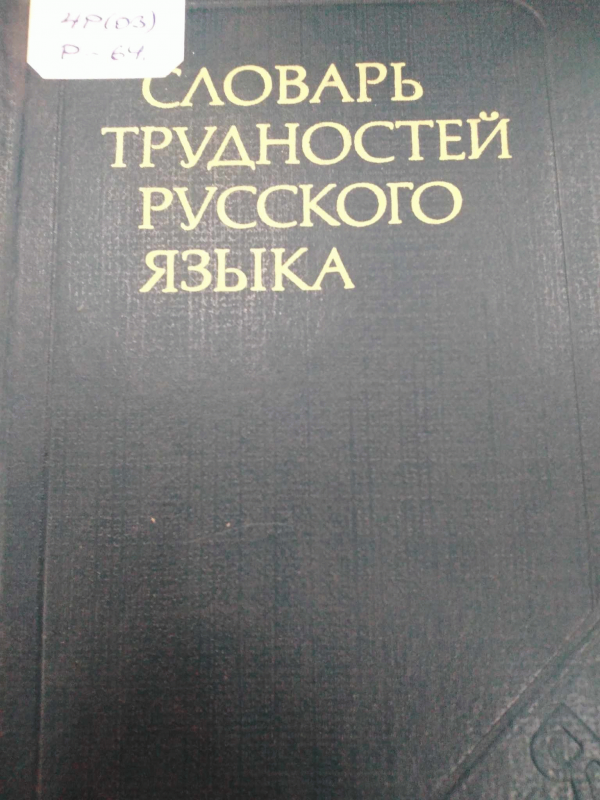 4Р(03)
Р-64.
СЛОВАРЬ
ТРУДНОСТЕЙ
РУССКОГО
ЯЗЫКА